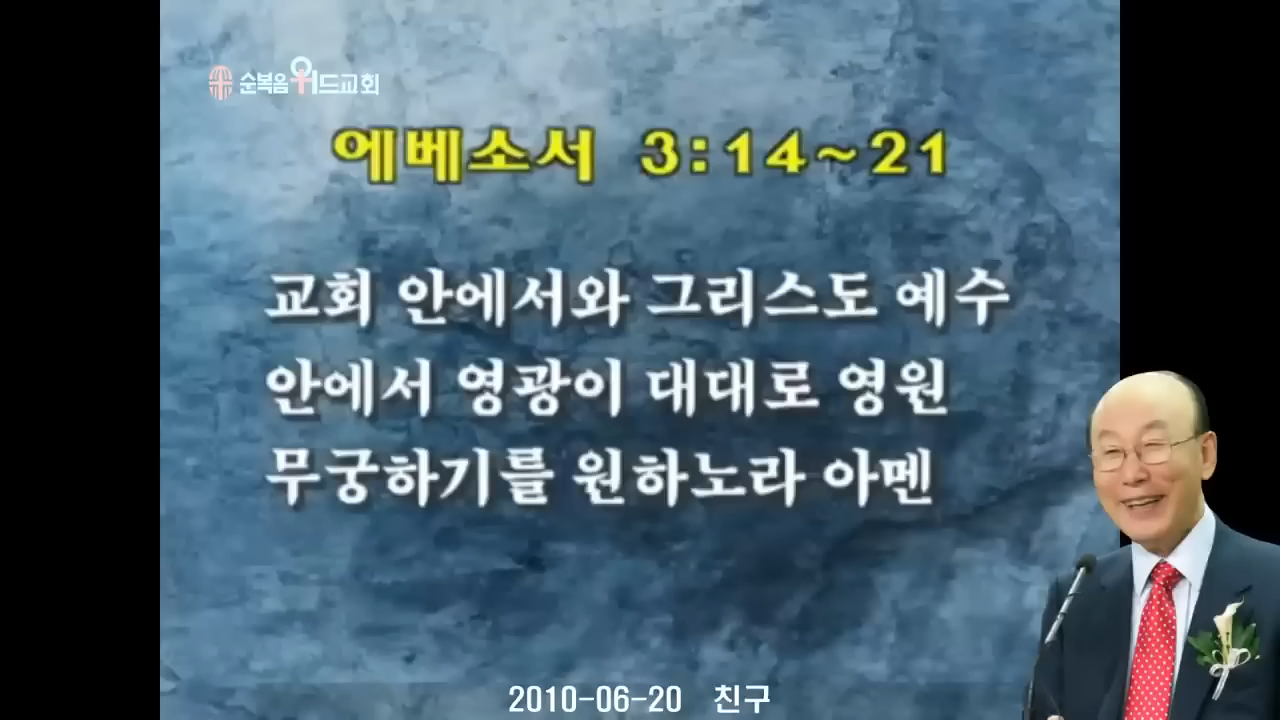 순복음워드교회
에베소서 3:14~21
교회 안에서와 그리스도 예수
안에서 영광이 대대로 영원
무궁하기를 원하노라 아멘
2010-06-20 친구